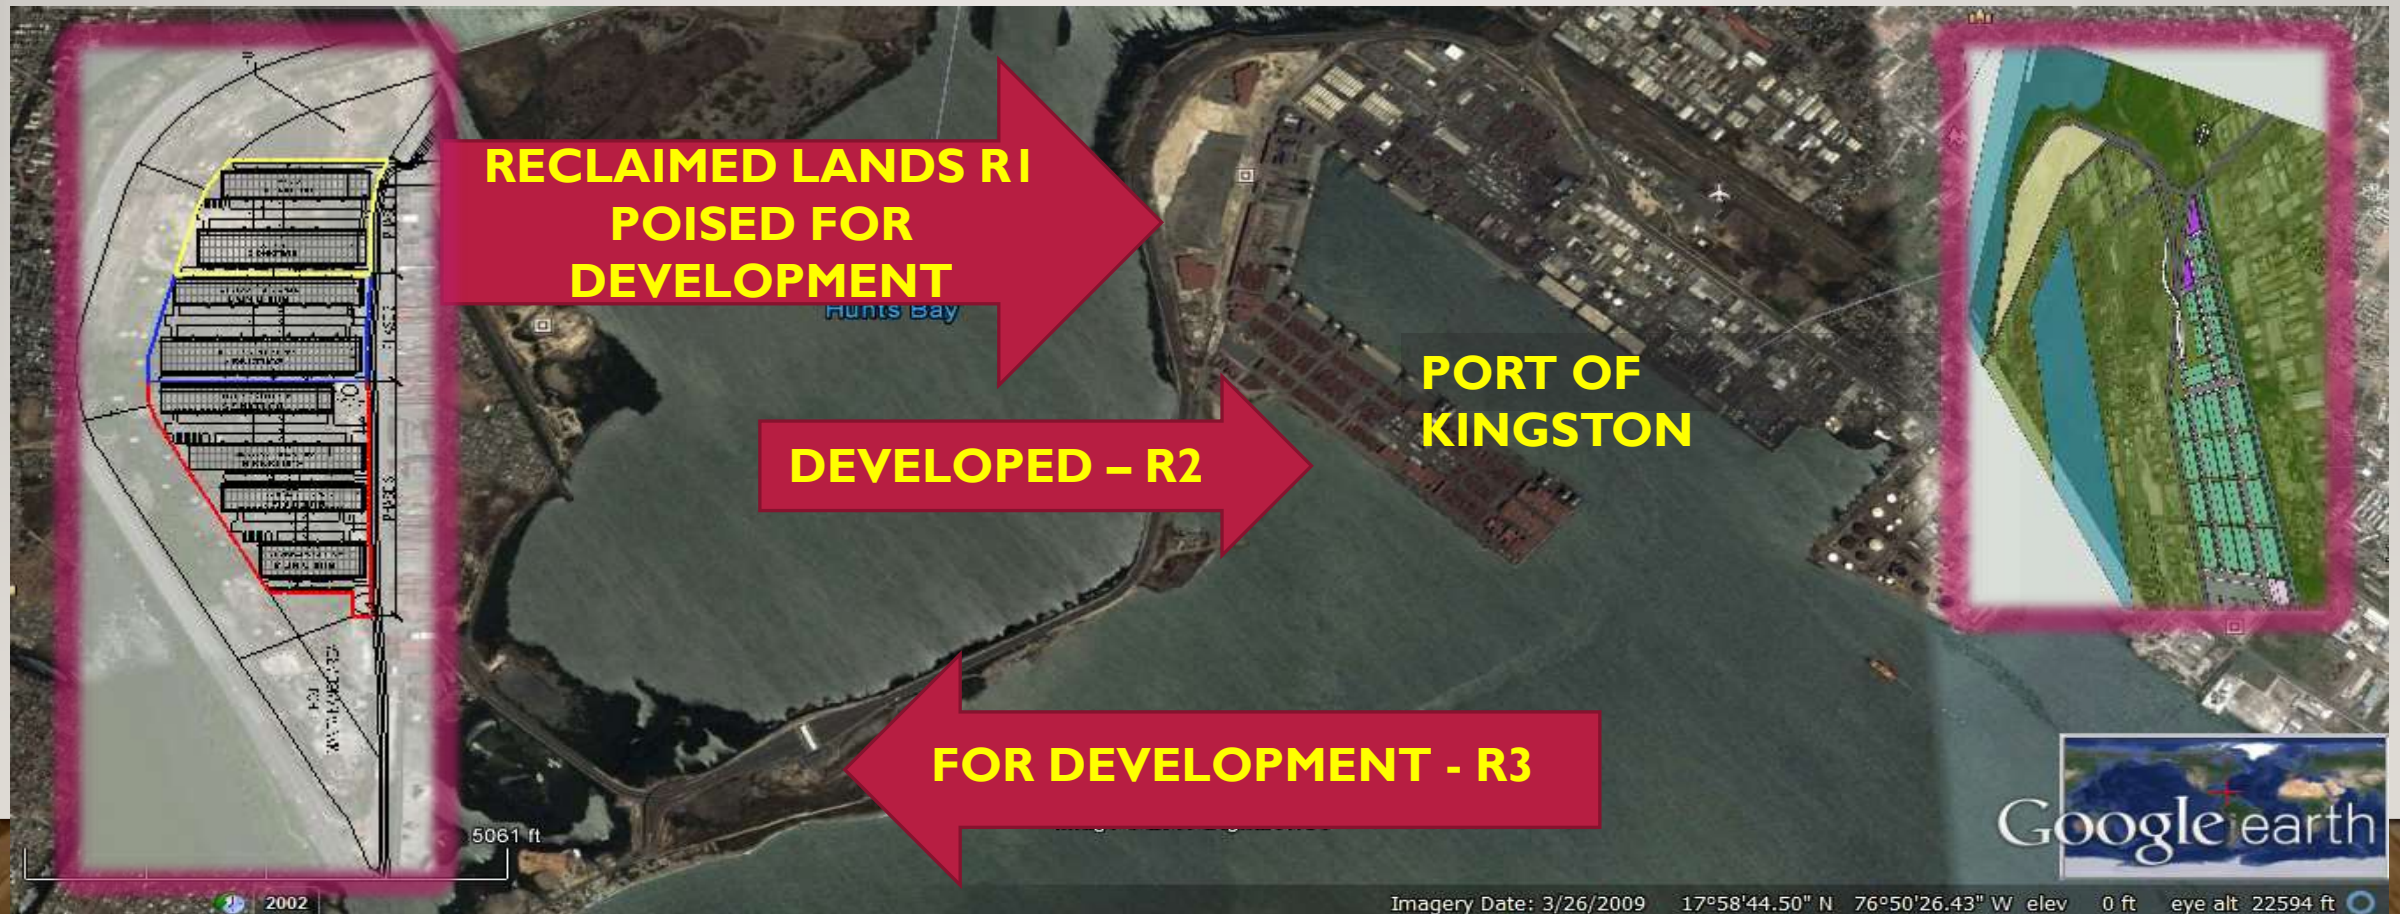 RECLAIMED LANDS R1
POISED FOR
DEVELOPMENT
Hunts Bay
PORT OF
KINGSTON
DEVELOPED – R2
FOR DEVELOPMENT - R3
5061 ft
Google earth
2002
Imagery Date: 3/26/2009 17°58'44.50" N 76°50'26.43" W elev 0 ft eye alt 22594 ft